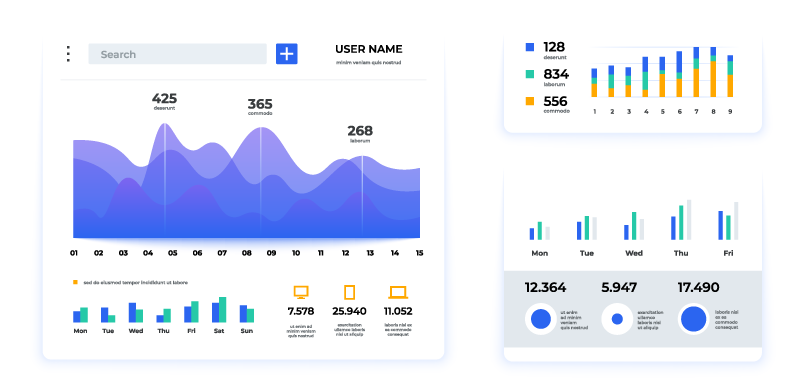 Search
USER NAME
minim veniam quis nostrud
425
deserunt
365
commodo
268
laborum
01 02 03 04 05 06 07 08 09 10 11 12 13 14 15
sed do eiusmod tempor incididunt ut labore
Mon Tue Wed Thu Fri Sat Sun
7.578
ut enim ad
minim veniam
quis nostrud
25.940
exercitation
ullamco laboris
nisi ut aliquip
11.052
laboris nisi ex
ea commodo
consequat
128
deserunt
834
laborum
556
commodo
1 2 3 4 5 6 7 8 9
Mon Tue Wed Thu Fri
12.364
ut enim
ad minim
veniam
quis nostrud
5.947
exercitation
ullamco
laboris nisi
ut aliquip
17.490
laboris nisi
ex ea
commodo
consequat